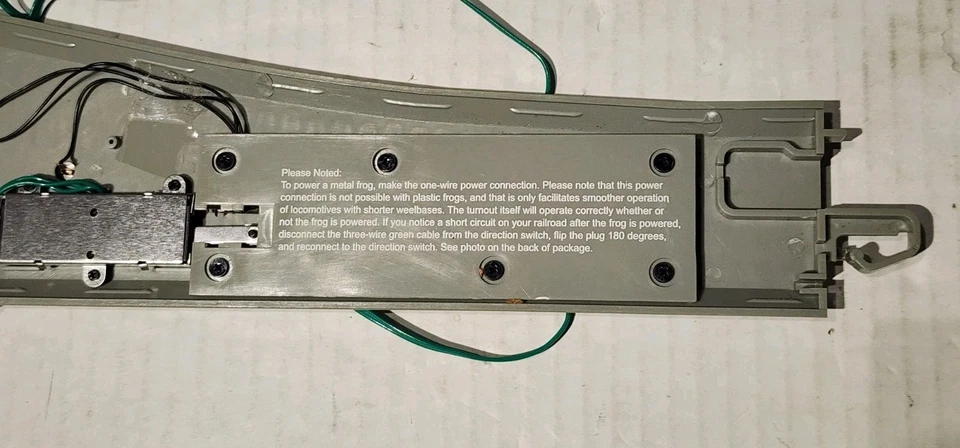 Please Noted:
To power a metal frog, make the one-wire power connection. Please note that this power
connection is not possible with plastic frogs, and that is only facilitates smoother operation
of locomotives with shorter weelbases. The turnout itself will operate correctly whether or
not the frog is powered. If you notice a short circuit on your railroad after the frog is powered,
disconnect the three-wire green cable from the direction switch, flip the plug 180 degrees,
and reconnect to the direction switch. See photo on the back of package.